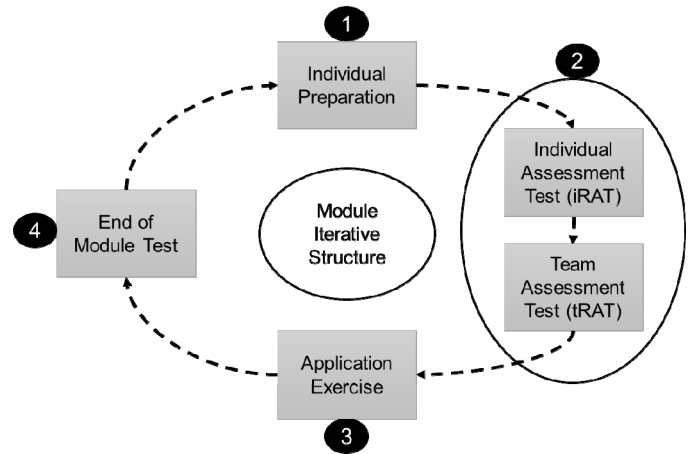 1
Individual
Preparation
2
Individual
Assessment
Test (iRAT)
Team
Assessment
Test (tRAT)
Application
Exercise
3
4
End of
Module Test
Module
Iterative
Structure